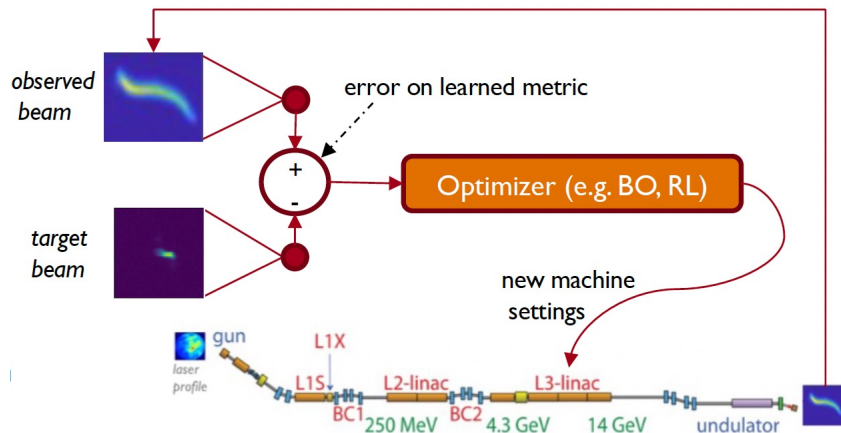 observed
beam
error on learned metric
+
-
Optimizer (e.g. BO, RL)
target
beam
new machine
settings
gun
laser
profile
L1X
L1S
BC1
L2-linac
250 MeV
BC2
L3-linac
4.3 GeV
14 GeV
undulator